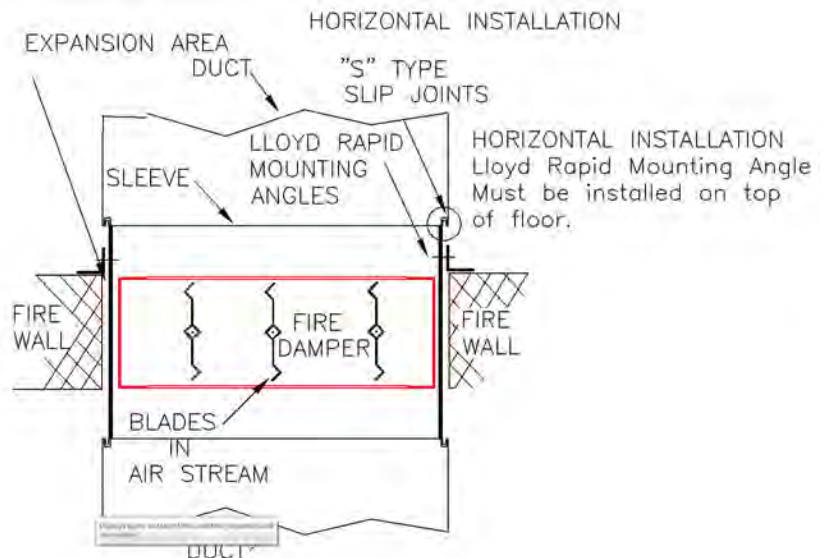 HORIZONTAL INSTALLATION
EXPANSION AREA
DUCT
"S" TYPE
SLIP JOINTS
LLOYD RAPID
MOUNTING
ANGLES
HORIZONTAL INSTALLATION
Lloyd Rapid Mounting Angle
Must be installed on top
of floor.
SLEEVE
FIRE
WALL
FIRE
DAMPER
FIRE
WALL
BLADES
IN
AIR STREAM
DUCT